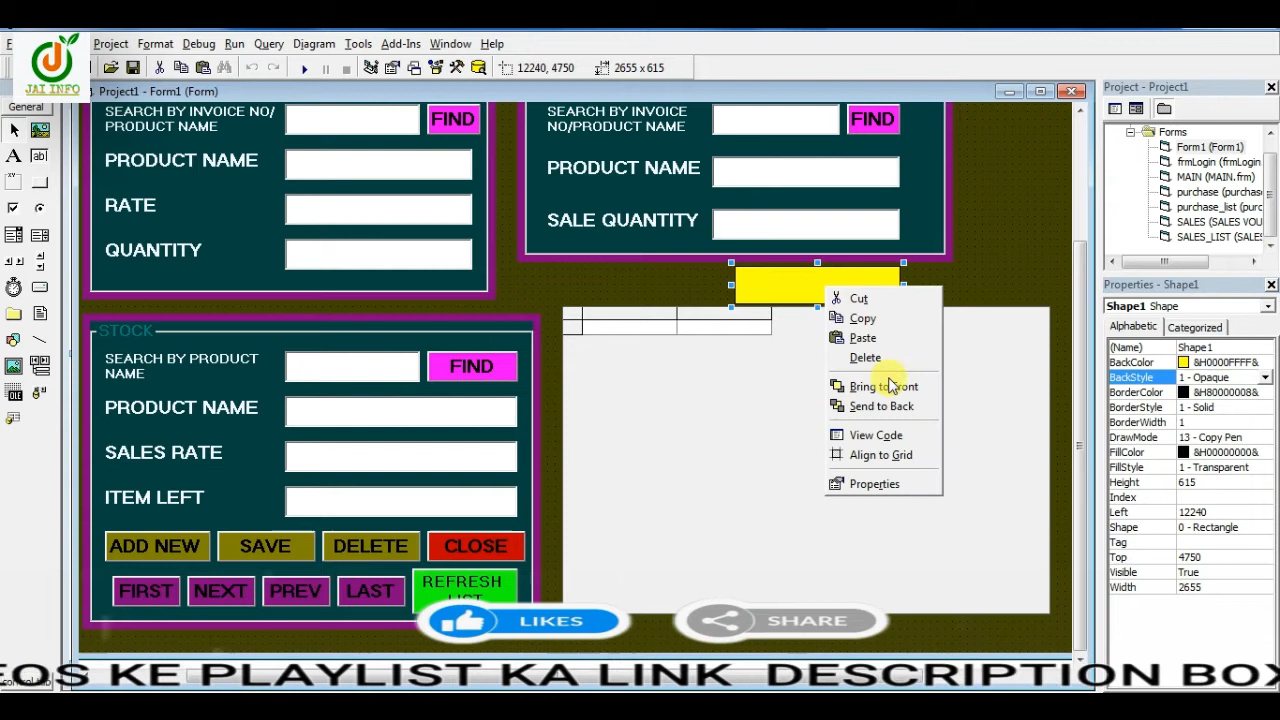 Project Format Debug Run Query Diagram Tools Add-Ins Window Help
JAI INFO
12240, 4750 2655 x 615
General
Project1 - Form1 (Form)
SEARCH BY INVOICE NO/
PRODUCT NAME
FIND
PRODUCT NAME
RATE
QUANTITY
SEARCH BY INVOICE
NO/PRODUCT NAME
FIND
PRODUCT NAME
SALE QUANTITY
STOCK
SEARCH BY PRODUCT
NAME
FIND
PRODUCT NAME
SALES RATE
ITEM LEFT
ADD NEW SAVE DELETE CLOSE
FIRST NEXT PREV LAST REFRESH
Cut
Copy
Paste
Delete
Bring to Front
Send to Back
View Code
Align to Grid
Properties
Project - Project1
Forms
Form1 (Form1)
frmLogin (frmLogin
MAIN (MAIN.frm)
purchase (purchase
purchase_list (purc
SALES (SALES VOU
SALES_LIST (SALES
Properties - Shape1
Shape1 Shape
Alphabetic Categorized
(Name) Shape1
BackColor &H0000FFFF&
BackStyle 1 - Opaque
BorderColor &H80000008&
BorderStyle 1 - Solid
BorderWidth 1
DrawMode 13 - Copy Pen
FillColor &H00000000&
FillStyle 1 - Transparent
Height 615
Index
Left 12240
Shape 0 - Rectangle
Tag
Top 4750
Visible True
Width 2655
LIKES
SHARE
EOS KE PLAYLIST KA LINK DESCRIPTION BOX